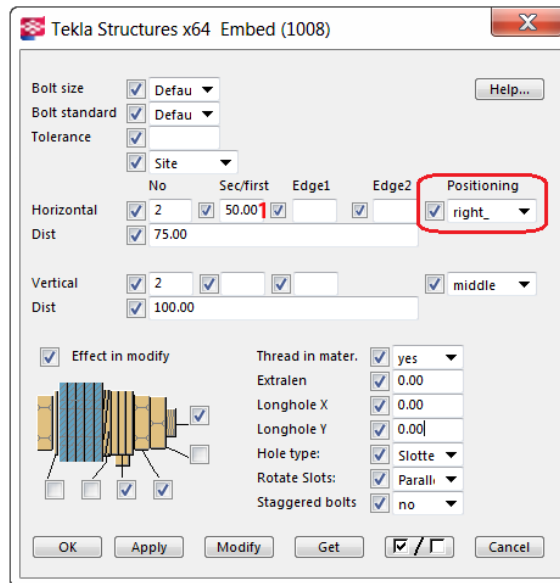 Tekla Structures x64 Embed (1008)
Bolt size Defau Help...
Bolt standard Defau
Tolerance
Site
No Sec/first Edge1 Edge2 Positioning
Horizontal 2 50.00 1 right_
Dist 75.00
Vertical 2 middle
Dist 100.00
Effect in modify Thread in mater. yes
Extralen 0.00
Longhole X 0.00
Longhole Y 0.00
Hole type: Slotte
Rotate Slots: Parall
Staggered bolts no
OK Apply Modify Get / Cancel